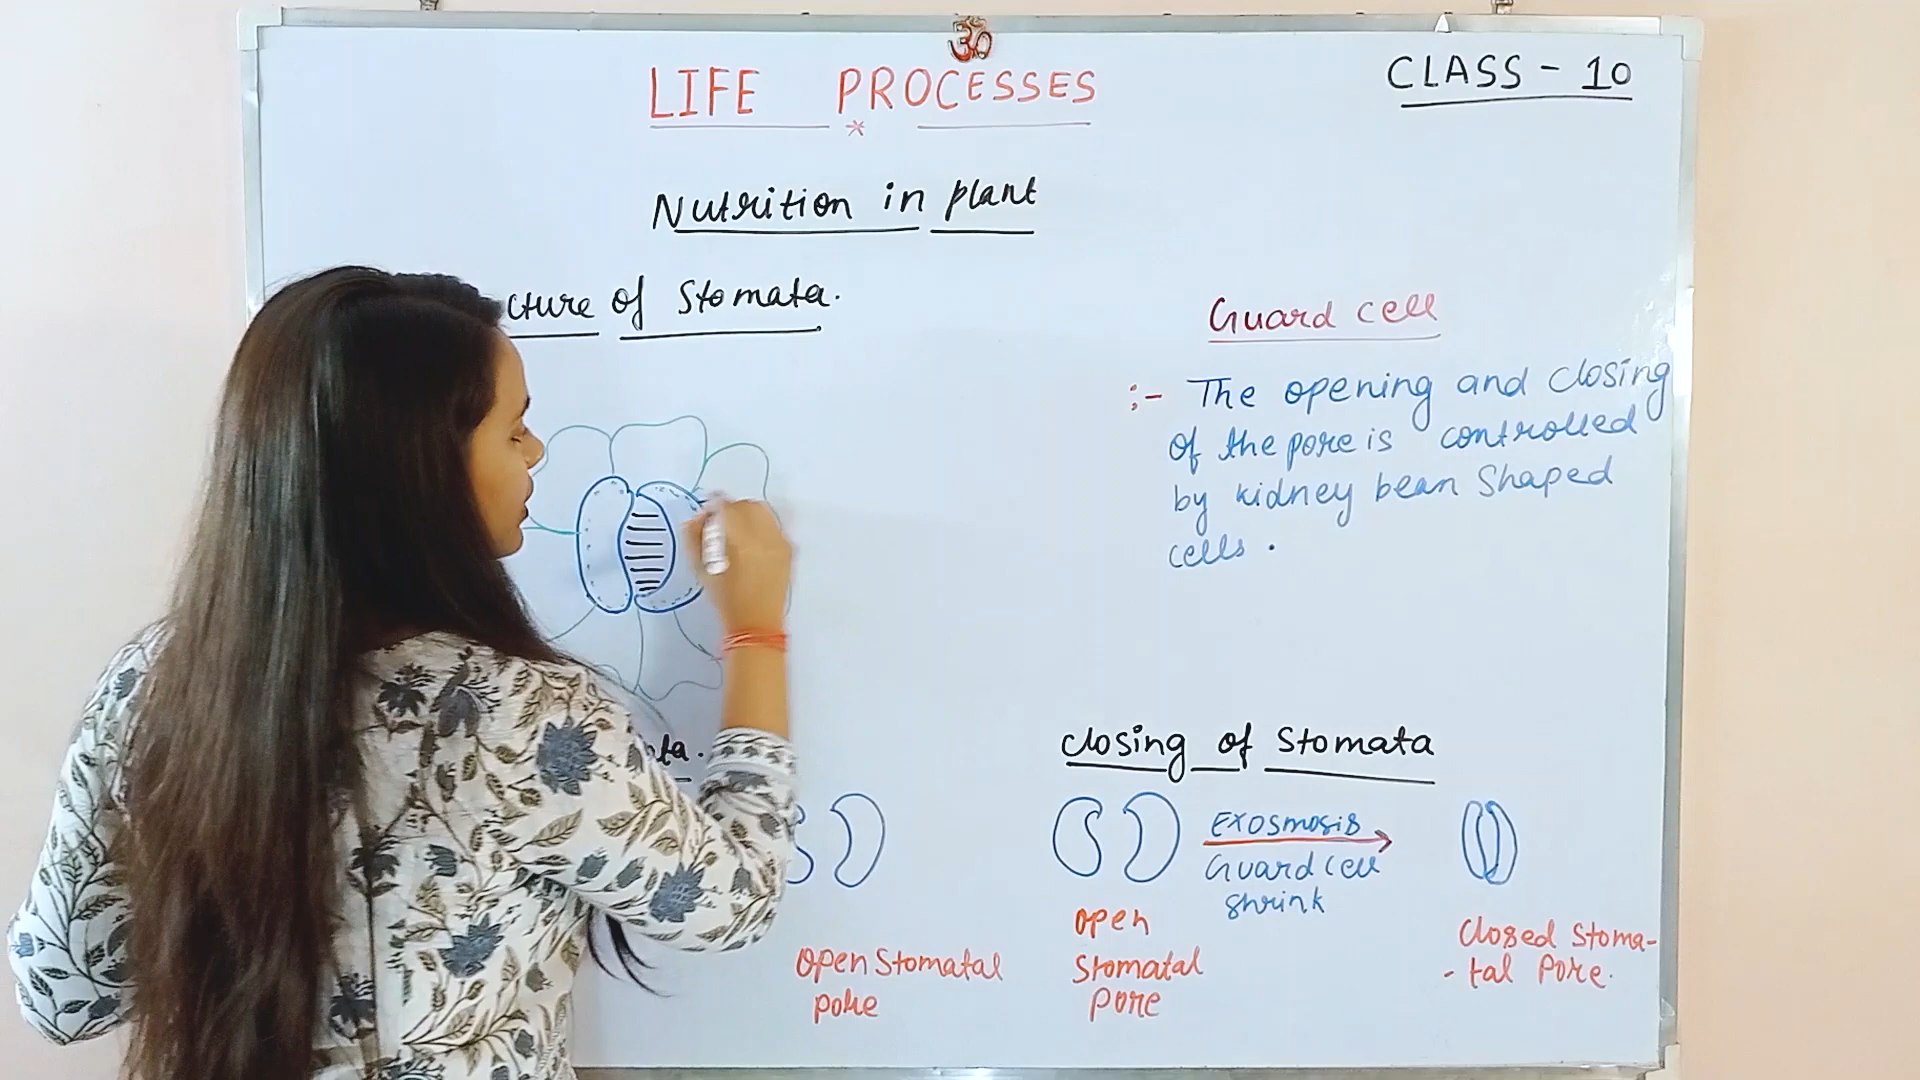 ॐ
LIFE PROCESSES
CLASS - 10
Nutrition in plant
cture of Stomata.
Guard cell
:- The opening and closing
of the pore is controlled
by kidney bean shaped
cells.
ta.
Open Stomatal
pore
closing of Stomata
EXOSMOSIS
Guard cell
shrink
open
Stomatal
pore
Closed Stoma-
-tal Pore.